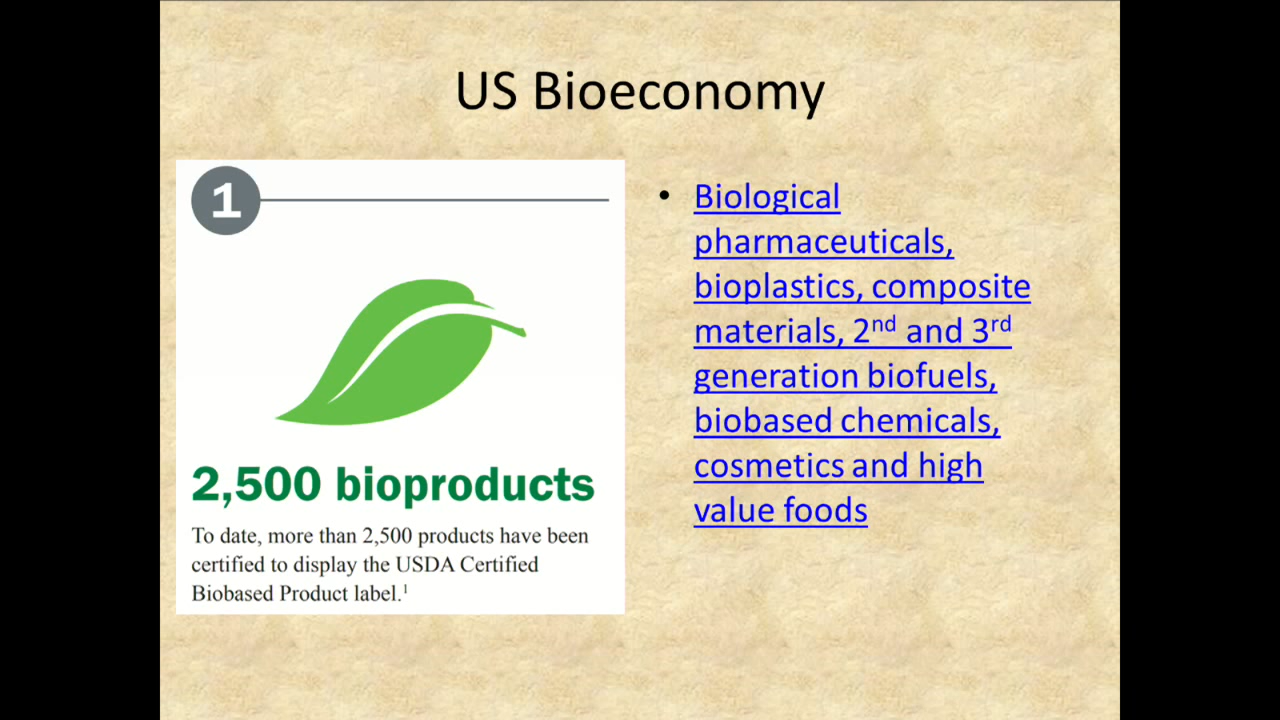 US Bioeconomy
1
2,500 bioproducts
To date, more than 2,500 products have been
certified to display the USDA Certified
Biobased Product label.¹
• Biological
pharmaceuticals,
bioplastics, composite
materials, 2nd and 3rd
generation biofuels,
biobased chemicals,
cosmetics and high
value foods